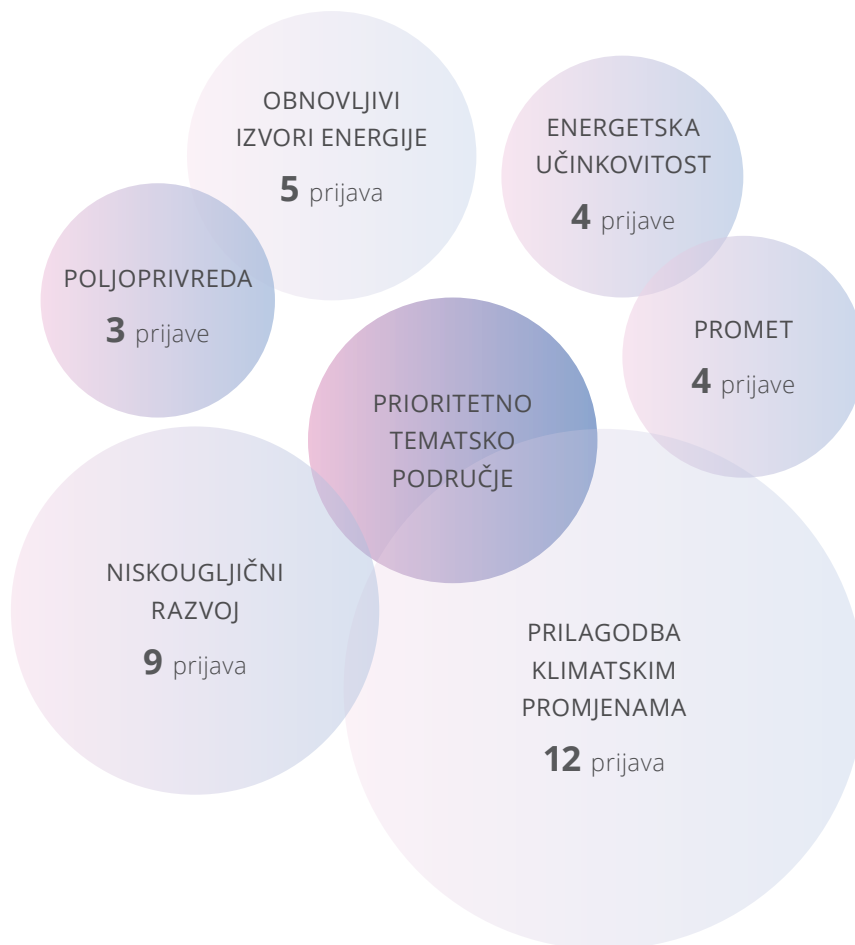 OBNOVLJIVI
IZVORI ENERGIJE
5 prijava
ENERGETSKA
UČINKOVITOST
4 prijave
POLJOPRIVREDA
3 prijave
PROMET
4 prijave
PRIORITETNO
TEMATSKO
PODRUČJE
NISKOUGLJIČNI
RAZVOJ
9 prijava
PRILAGODBA
KLIMATSKIM
PROMJENAMA
12 prijava